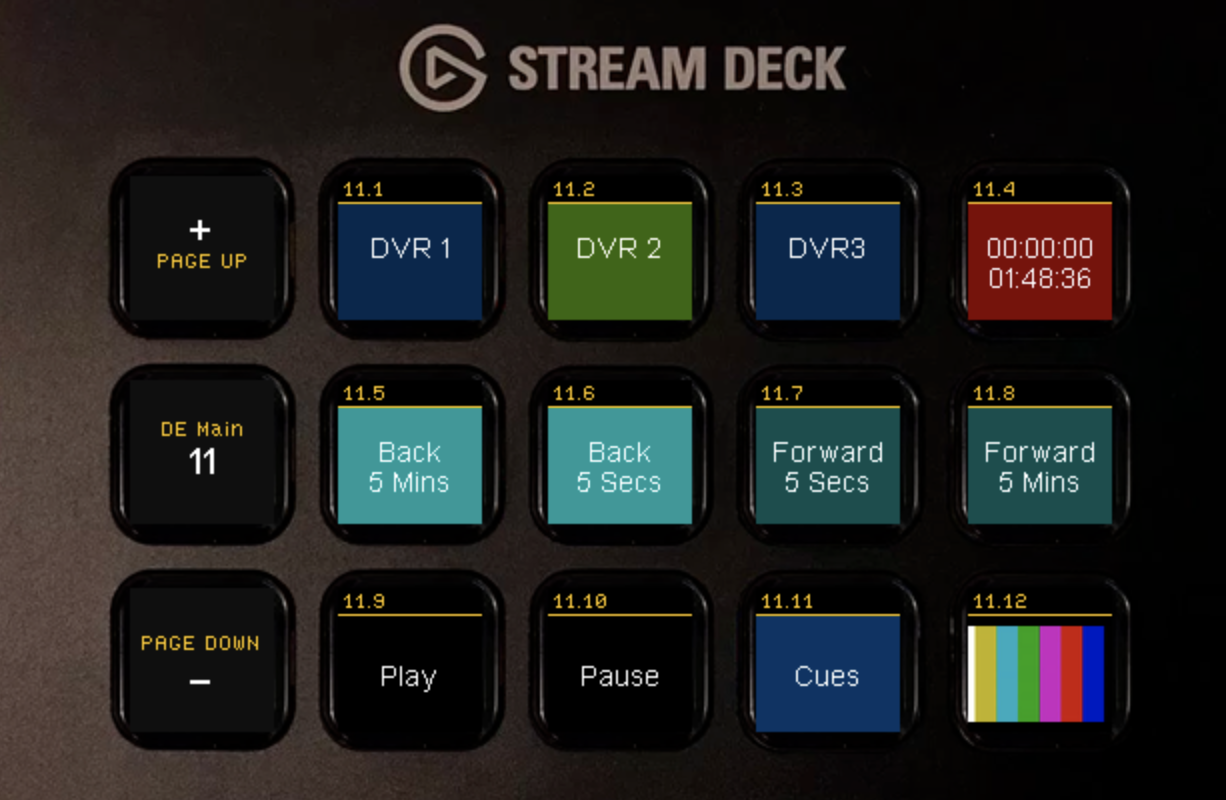 STREAM DECK
+
PAGE UP
11.1
DVR 1
11.2
DVR 2
11.3
DVR3
11.4
00:00:00
01:48:36
DE Main
11
11.5
Back
5 Mins
11.6
Back
5 Secs
11.7
Forward
5 Secs
11.8
Forward
5 Mins
PAGE DOWN
–
11.9
Play
11.10
Pause
11.11
Cues
11.12